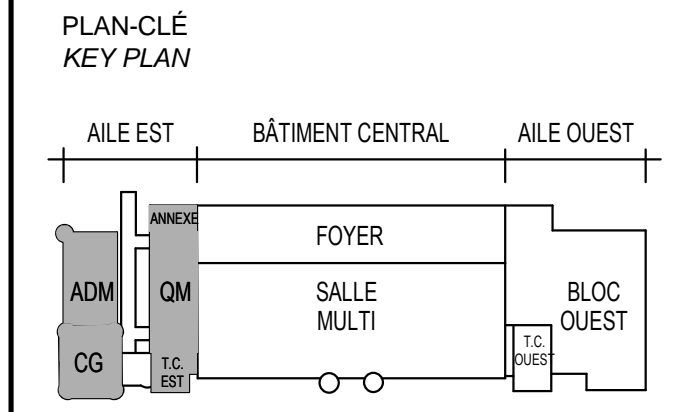 PLAN-CLÉ
KEY PLAN
AILE EST
BÂTIMENT CENTRAL
AILE OUEST
ANNEXE
FOYER
ADM
QM
SALLE
MULTI
BLOC
OUEST
CG
T.C.
EST
T.C.
OUEST